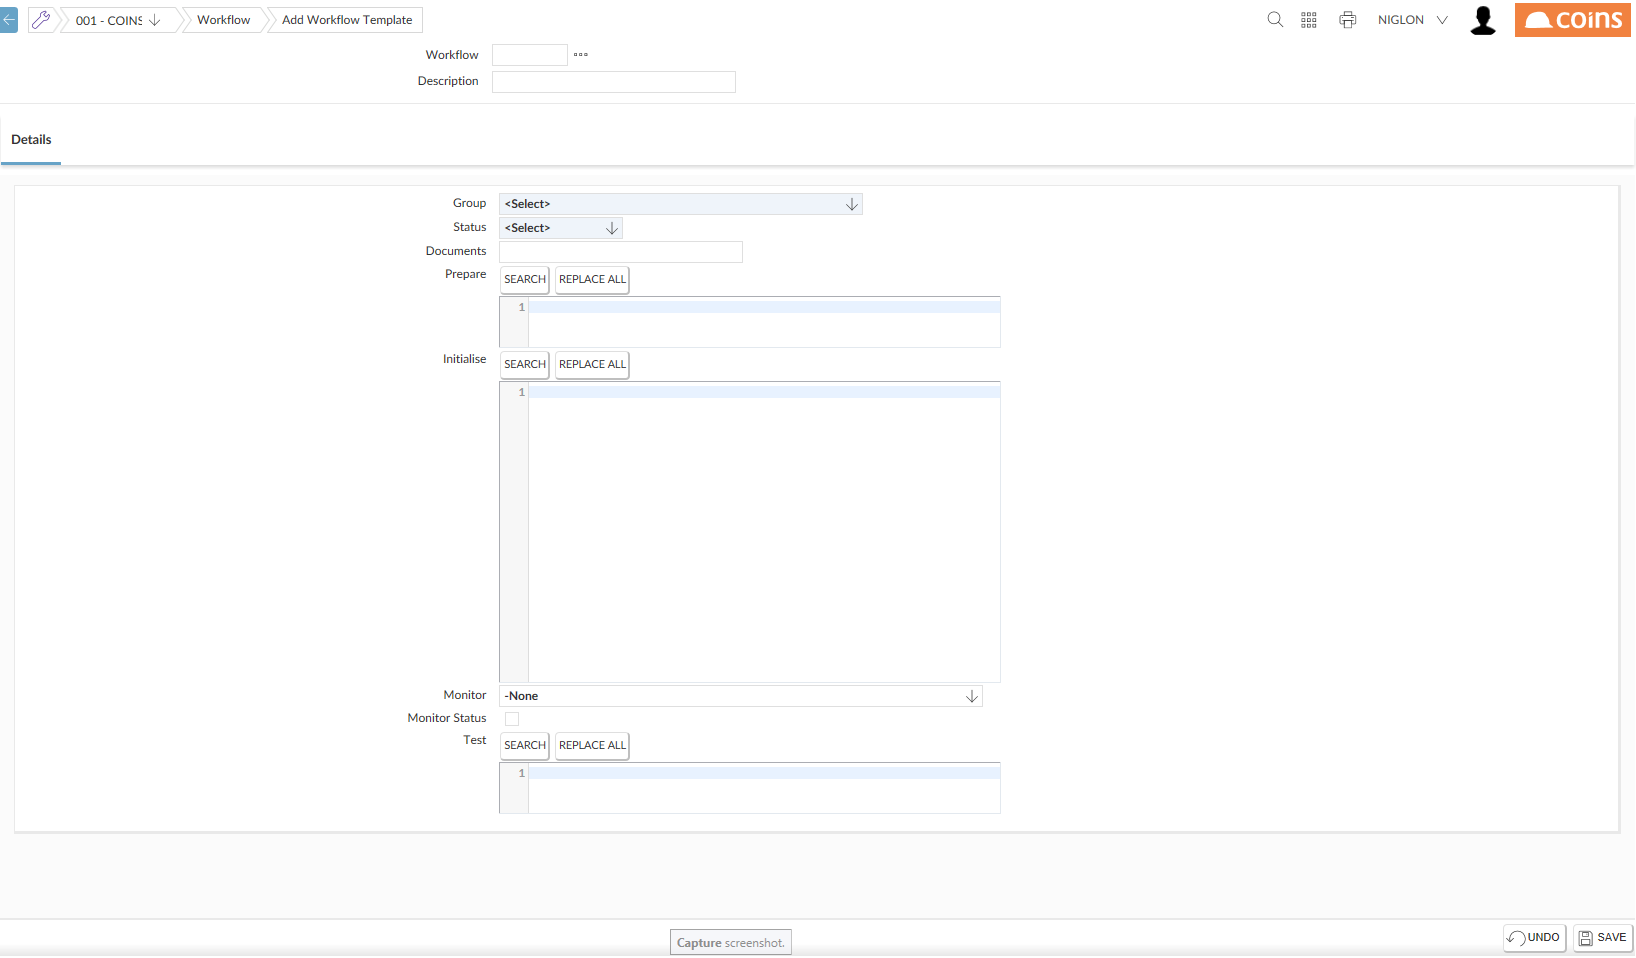 001 - COINS
Workflow
Add Workflow Template
NIGLON
coins
Workflow
Description
Details
Group <Select>
Status <Select>
Documents
Prepare SEARCH REPLACE ALL
1
Initialise SEARCH REPLACE ALL
1
Monitor -None
Monitor Status
Test SEARCH REPLACE ALL
1
Capture screenshot.
UNDO
SAVE